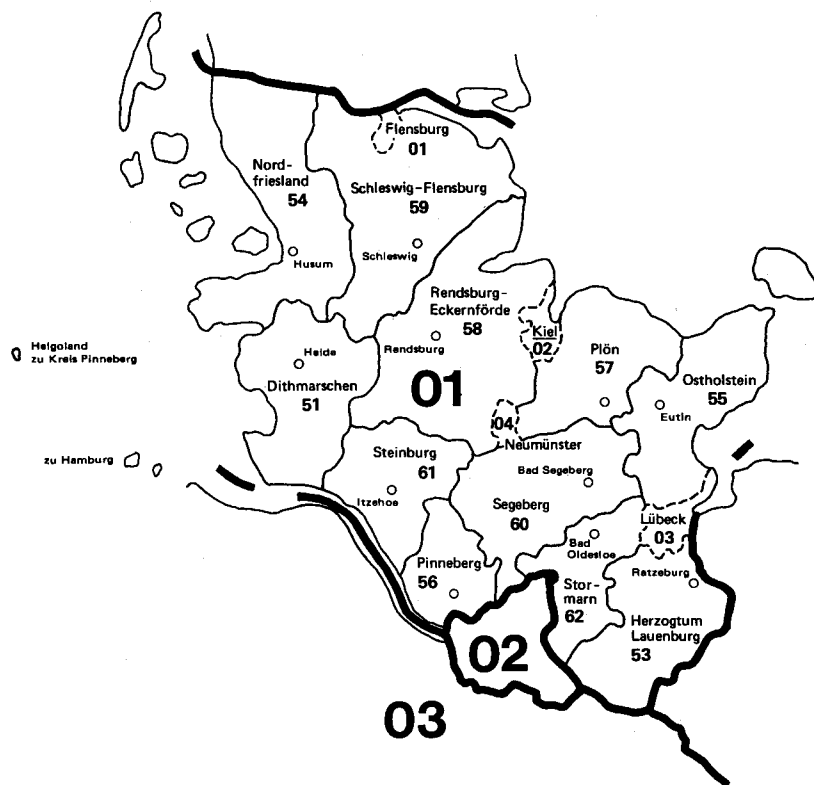 Flensburg
01
Nord-
friesland
54
Schleswig-Flensburg
59
Husum
Schleswig
Rendsburg-
Eckernförde
58
Kiel
02
Helgoland
zu Kreis Pinneberg
Heide
Rendsburg
Plön
57
Ostholstein
55
Dithmarschen
51
01
Eutin
04
Neumünster
zu Hamburg
Steinburg
61
Bad Segeberg
Itzehoe
Segeberg
60
Lübeck
03
Bad
Oldesloe
Pinneberg
56
Stor-
marn
62
Ratzeburg
Herzogtum
Lauenburg
53
02
03